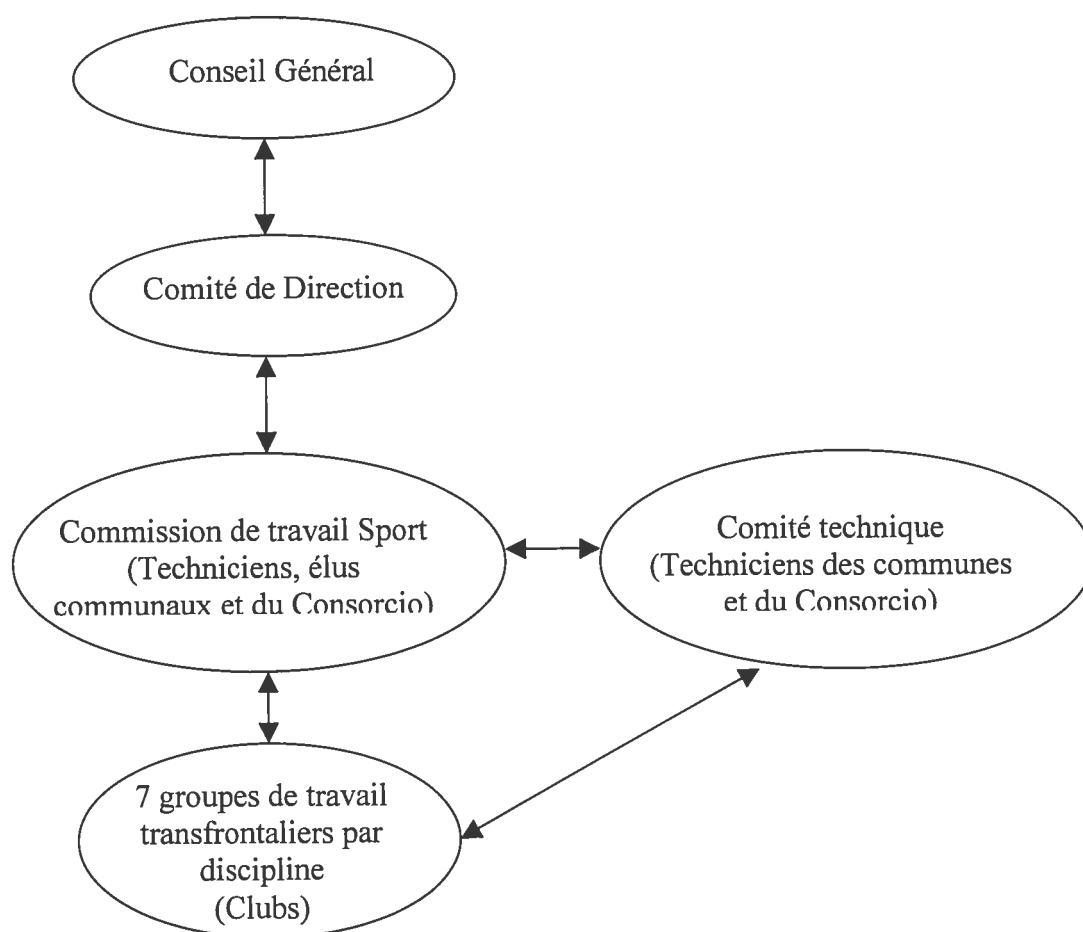 Conseil Général
Comité de Direction
Commission de travail Sport
(Techniciens, élus
communaux et du Consorcio)
Comité technique
(Techniciens des communes
et du Consorcio)
7 groupes de travail
transfrontaliers par
discipline
(Clubs)